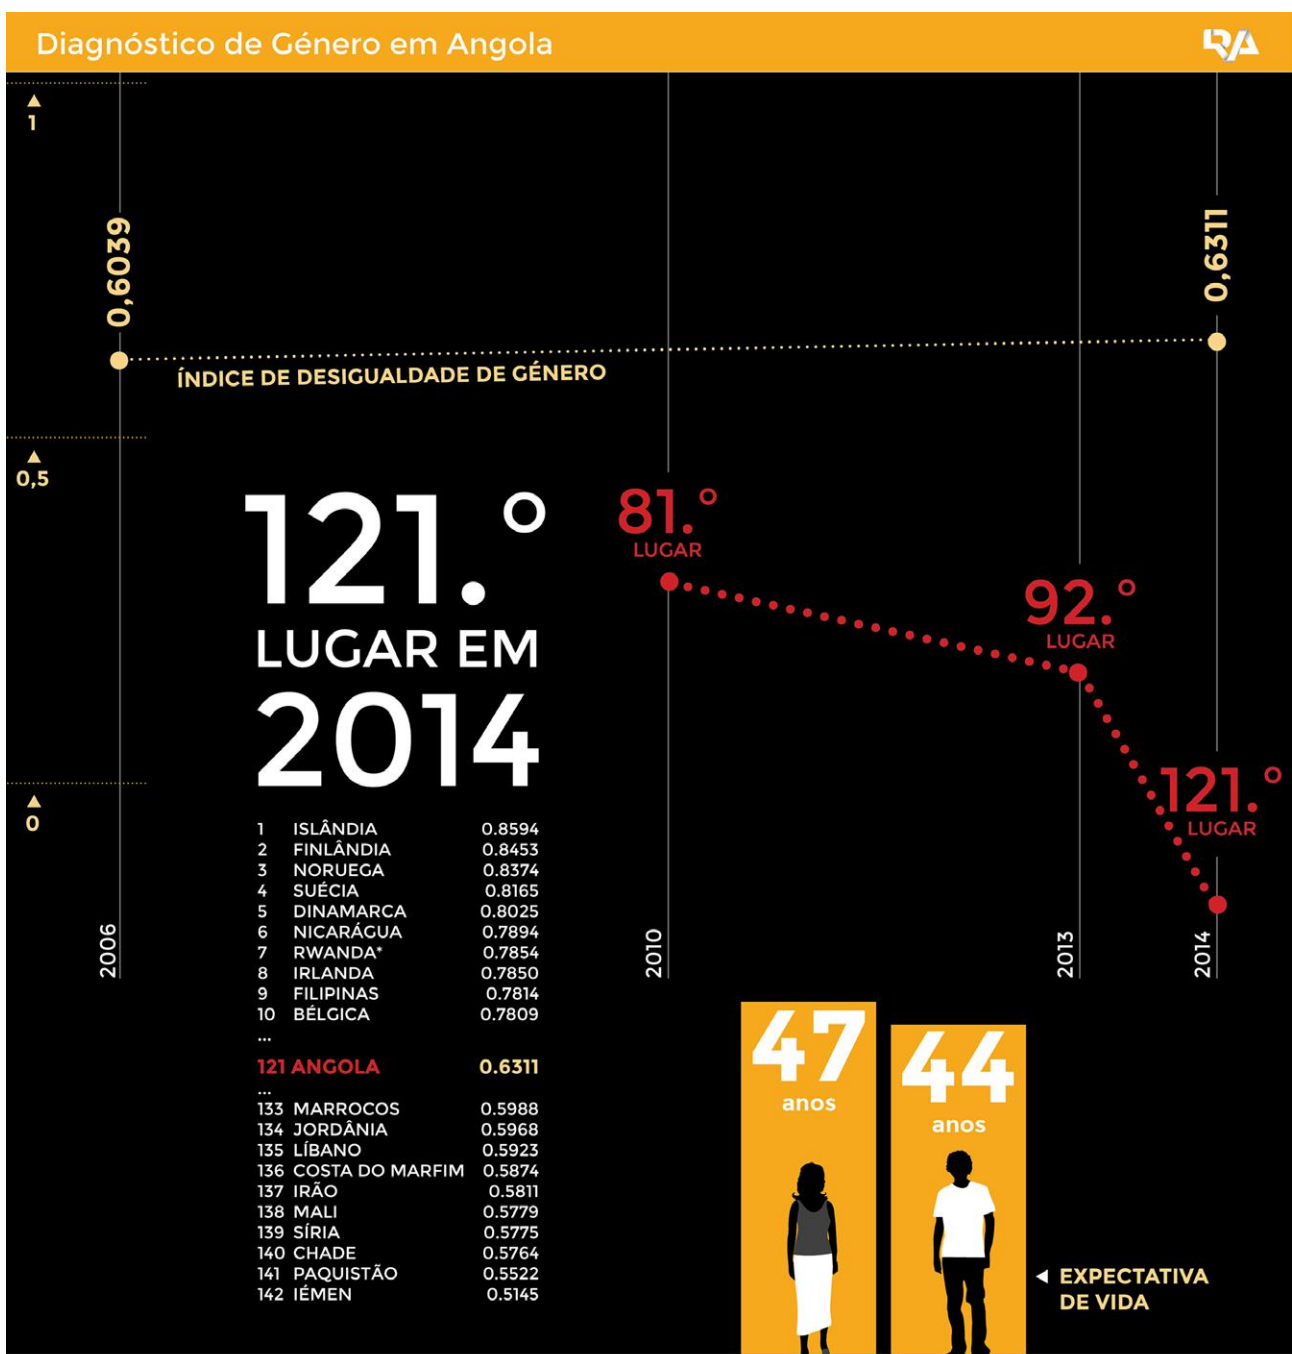 Diagnóstico de Género em Angola
RA
1
0,6039
0,6311
ÍNDICE DE DESIGUALDADE DE GÉNERO
0,5
121.º
LUGAR EM
2014
81.º
LUGAR
92.º
LUGAR
121.º
LUGAR
0
1 ISLÂNDIA 0.8594
2 FINLÂNDIA 0.8453
3 NORUEGA 0.8374
4 SUÉCIA 0.8165
5 DINAMARCA 0.8025
6 NICARÁGUA 0.7894
7 RWANDA* 0.7854
8 IRLANDA 0.7850
9 FILIPINAS 0.7814
10 BÉLGICA 0.7809
...
121 ANGOLA 0.6311
...
133 MARROCOS 0.5988
134 JORDÂNIA 0.5968
135 LÍBANO 0.5923
136 COSTA DO MARFIM 0.5874
137 IRÃO 0.5811
138 MALI 0.5779
139 SÍRIA 0.5775
140 CHADE 0.5764
141 PAQUISTÃO 0.5522
142 IÉMEN 0.5145
2006
2010
2013
2014
47
anos
44
anos
EXPECTATIVA
DE VIDA